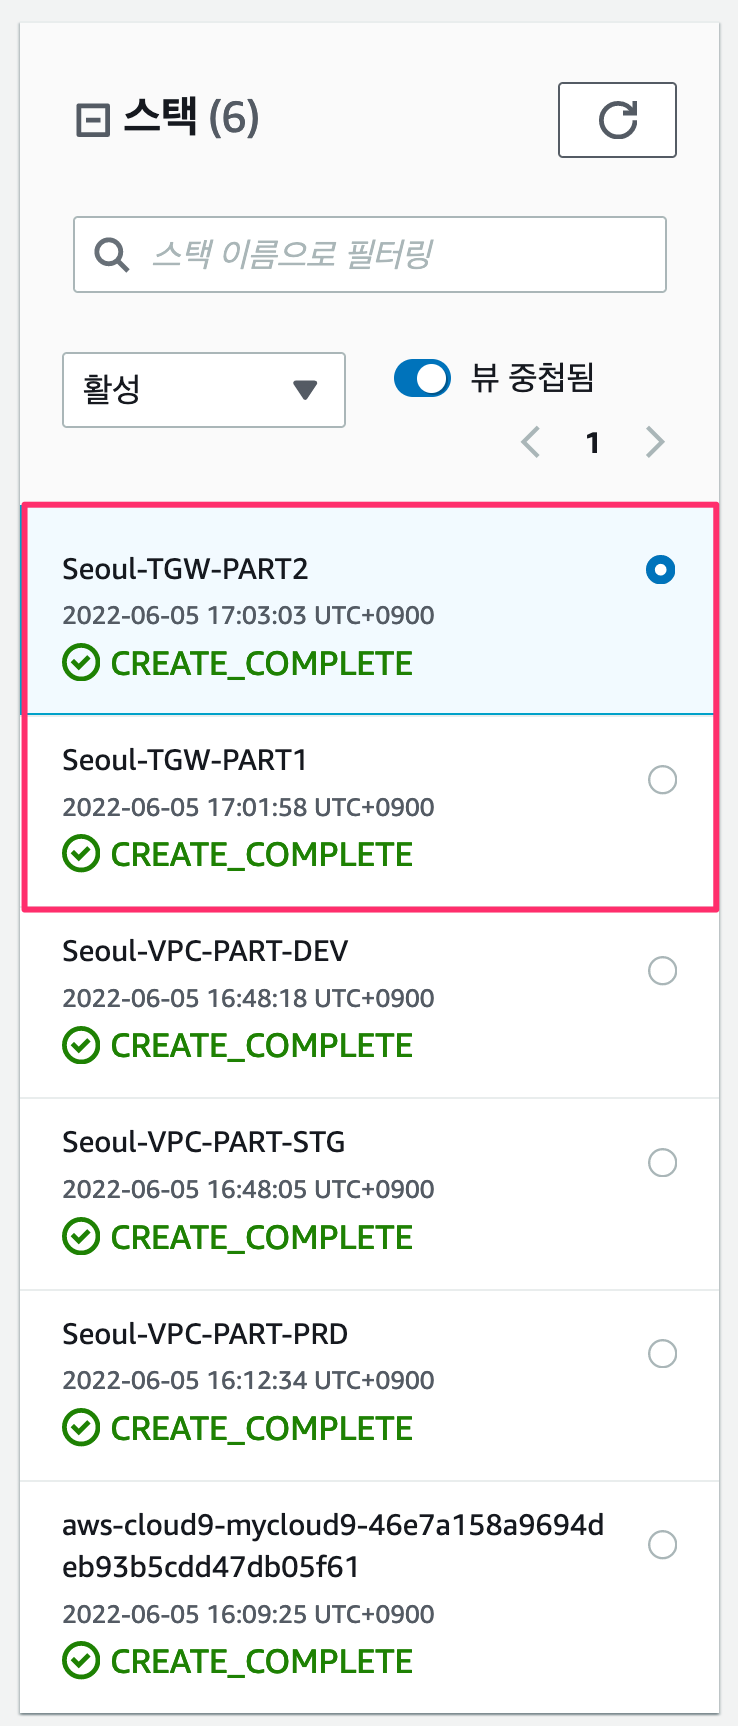 스택 (6)
스택 이름으로 필터링
활성
뷰 중첩됨
1
Seoul-TGW-PART2
2022-06-05 17:03:03 UTC+0900
CREATE_COMPLETE
Seoul-TGW-PART1
2022-06-05 17:01:58 UTC+0900
CREATE_COMPLETE
Seoul-VPC-PART-DEV
2022-06-05 16:48:18 UTC+0900
CREATE_COMPLETE
Seoul-VPC-PART-STG
2022-06-05 16:48:05 UTC+0900
CREATE_COMPLETE
Seoul-VPC-PART-PRD
2022-06-05 16:12:34 UTC+0900
CREATE_COMPLETE
aws-cloud9-mycloud9-46e7a158a9694d
eb93b5cdd47db05f61
2022-06-05 16:09:25 UTC+0900
CREATE_COMPLETE